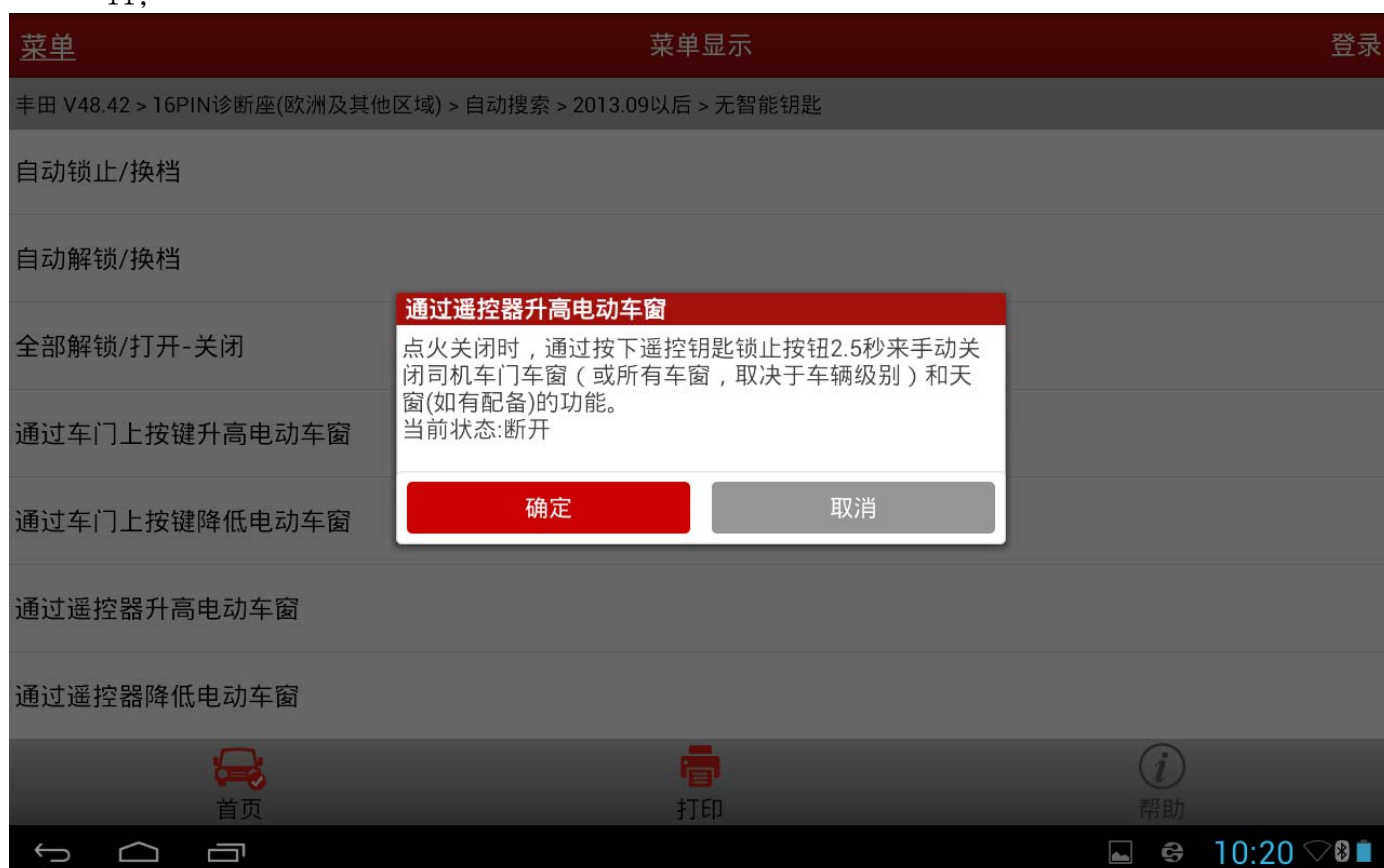 菜单
菜单显示
登录
丰田 V48.42 > 16PIN诊断座(欧洲及其他区域) > 自动搜索 > 2013.09以后 > 无智能钥匙
自动锁止/换档
自动解锁/换档
全部解锁/打开-关闭
通过车门上按键升高电动车窗
通过车门上按键降低电动车窗
通过遥控器升高电动车窗
通过遥控器降低电动车窗
通过遥控器升高电动车窗
点火关闭时，通过按下遥控钥匙锁止按钮2.5秒来手动关
闭司机车门车窗（或所有车窗，取决于车辆级别）和天
窗(如有配备)的功能。
当前状态:断开
确定
取消
首页
打印
帮助
10:20